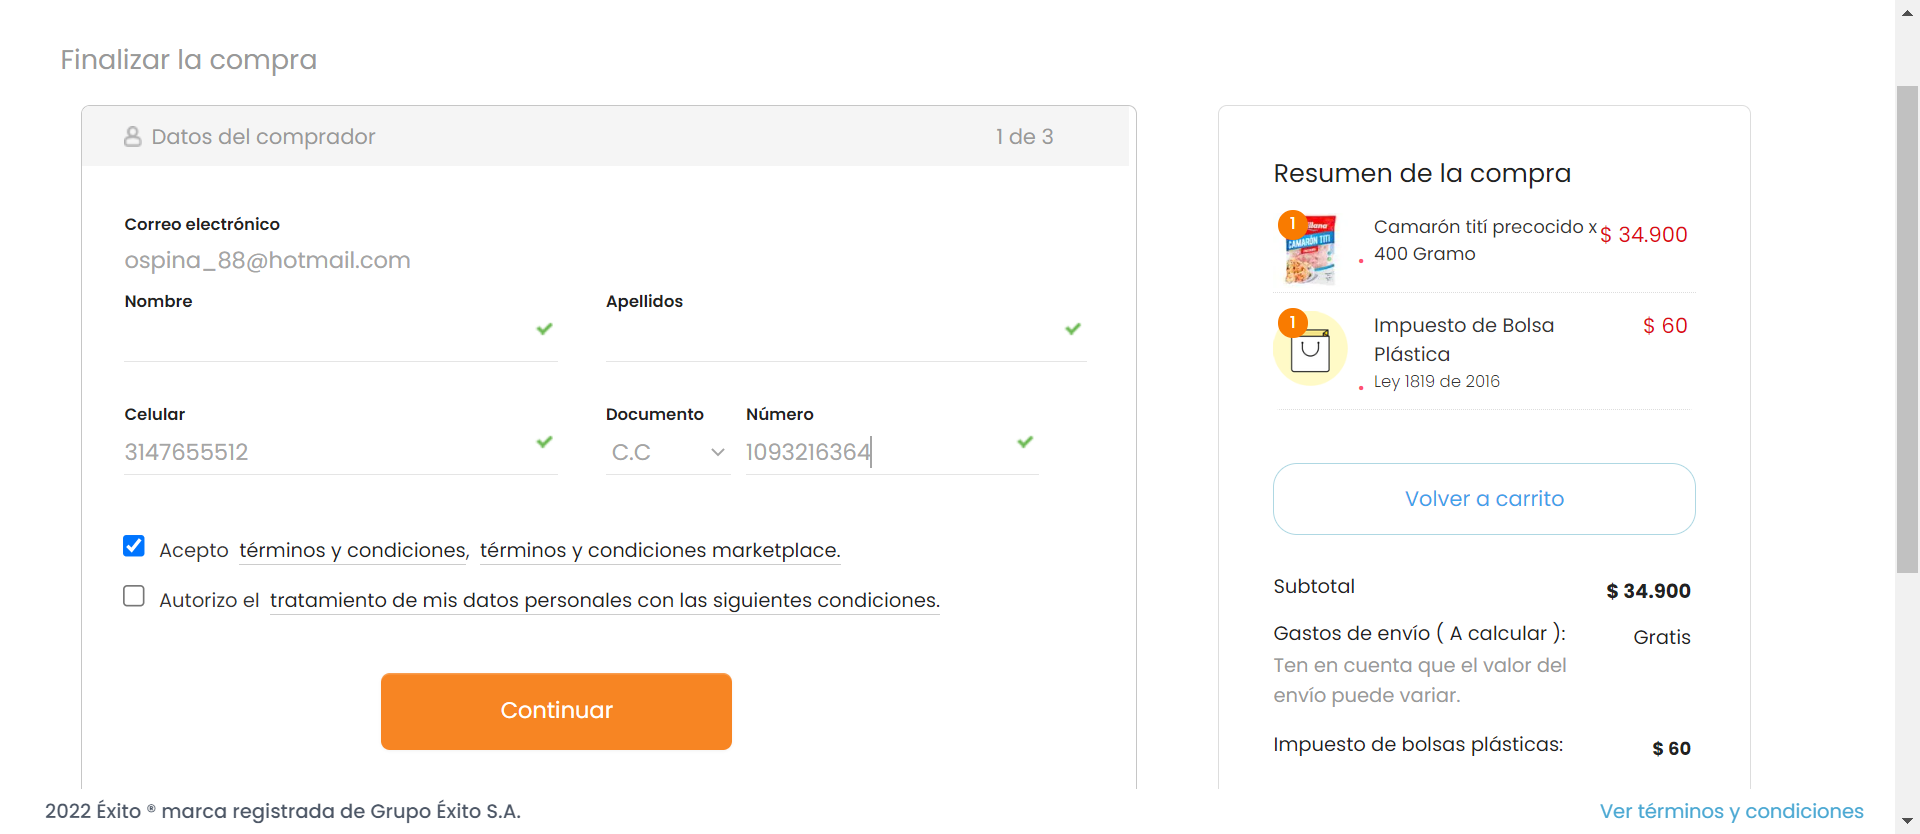 Finalizar la compra
Datos del comprador
1 de 3
Correo electrónico
ospina_88@hotmail.com
Nombre
Apellidos
Celular
3147655512
Documento
C.C
Número
1093216364
Acepto términos y condiciones, términos y condiciones marketplace.
Autorizo el tratamiento de mis datos personales con las siguientes condiciones.
Continuar
Resumen de la compra
1
CAMARÓN TITÍ
Camarón tití precocido x
400 Gramo
$ 34.900
1
Impuesto de Bolsa
Plástica
Ley 1819 de 2016
$ 60
Volver a carrito
Subtotal
$ 34.900
Gastos de envío ( A calcular ):
Gratis
Ten en cuenta que el valor del
envío puede variar.
Impuesto de bolsas plásticas:
$ 60
2022 Éxito ® marca registrada de Grupo Éxito S.A.
Ver términos y condiciones